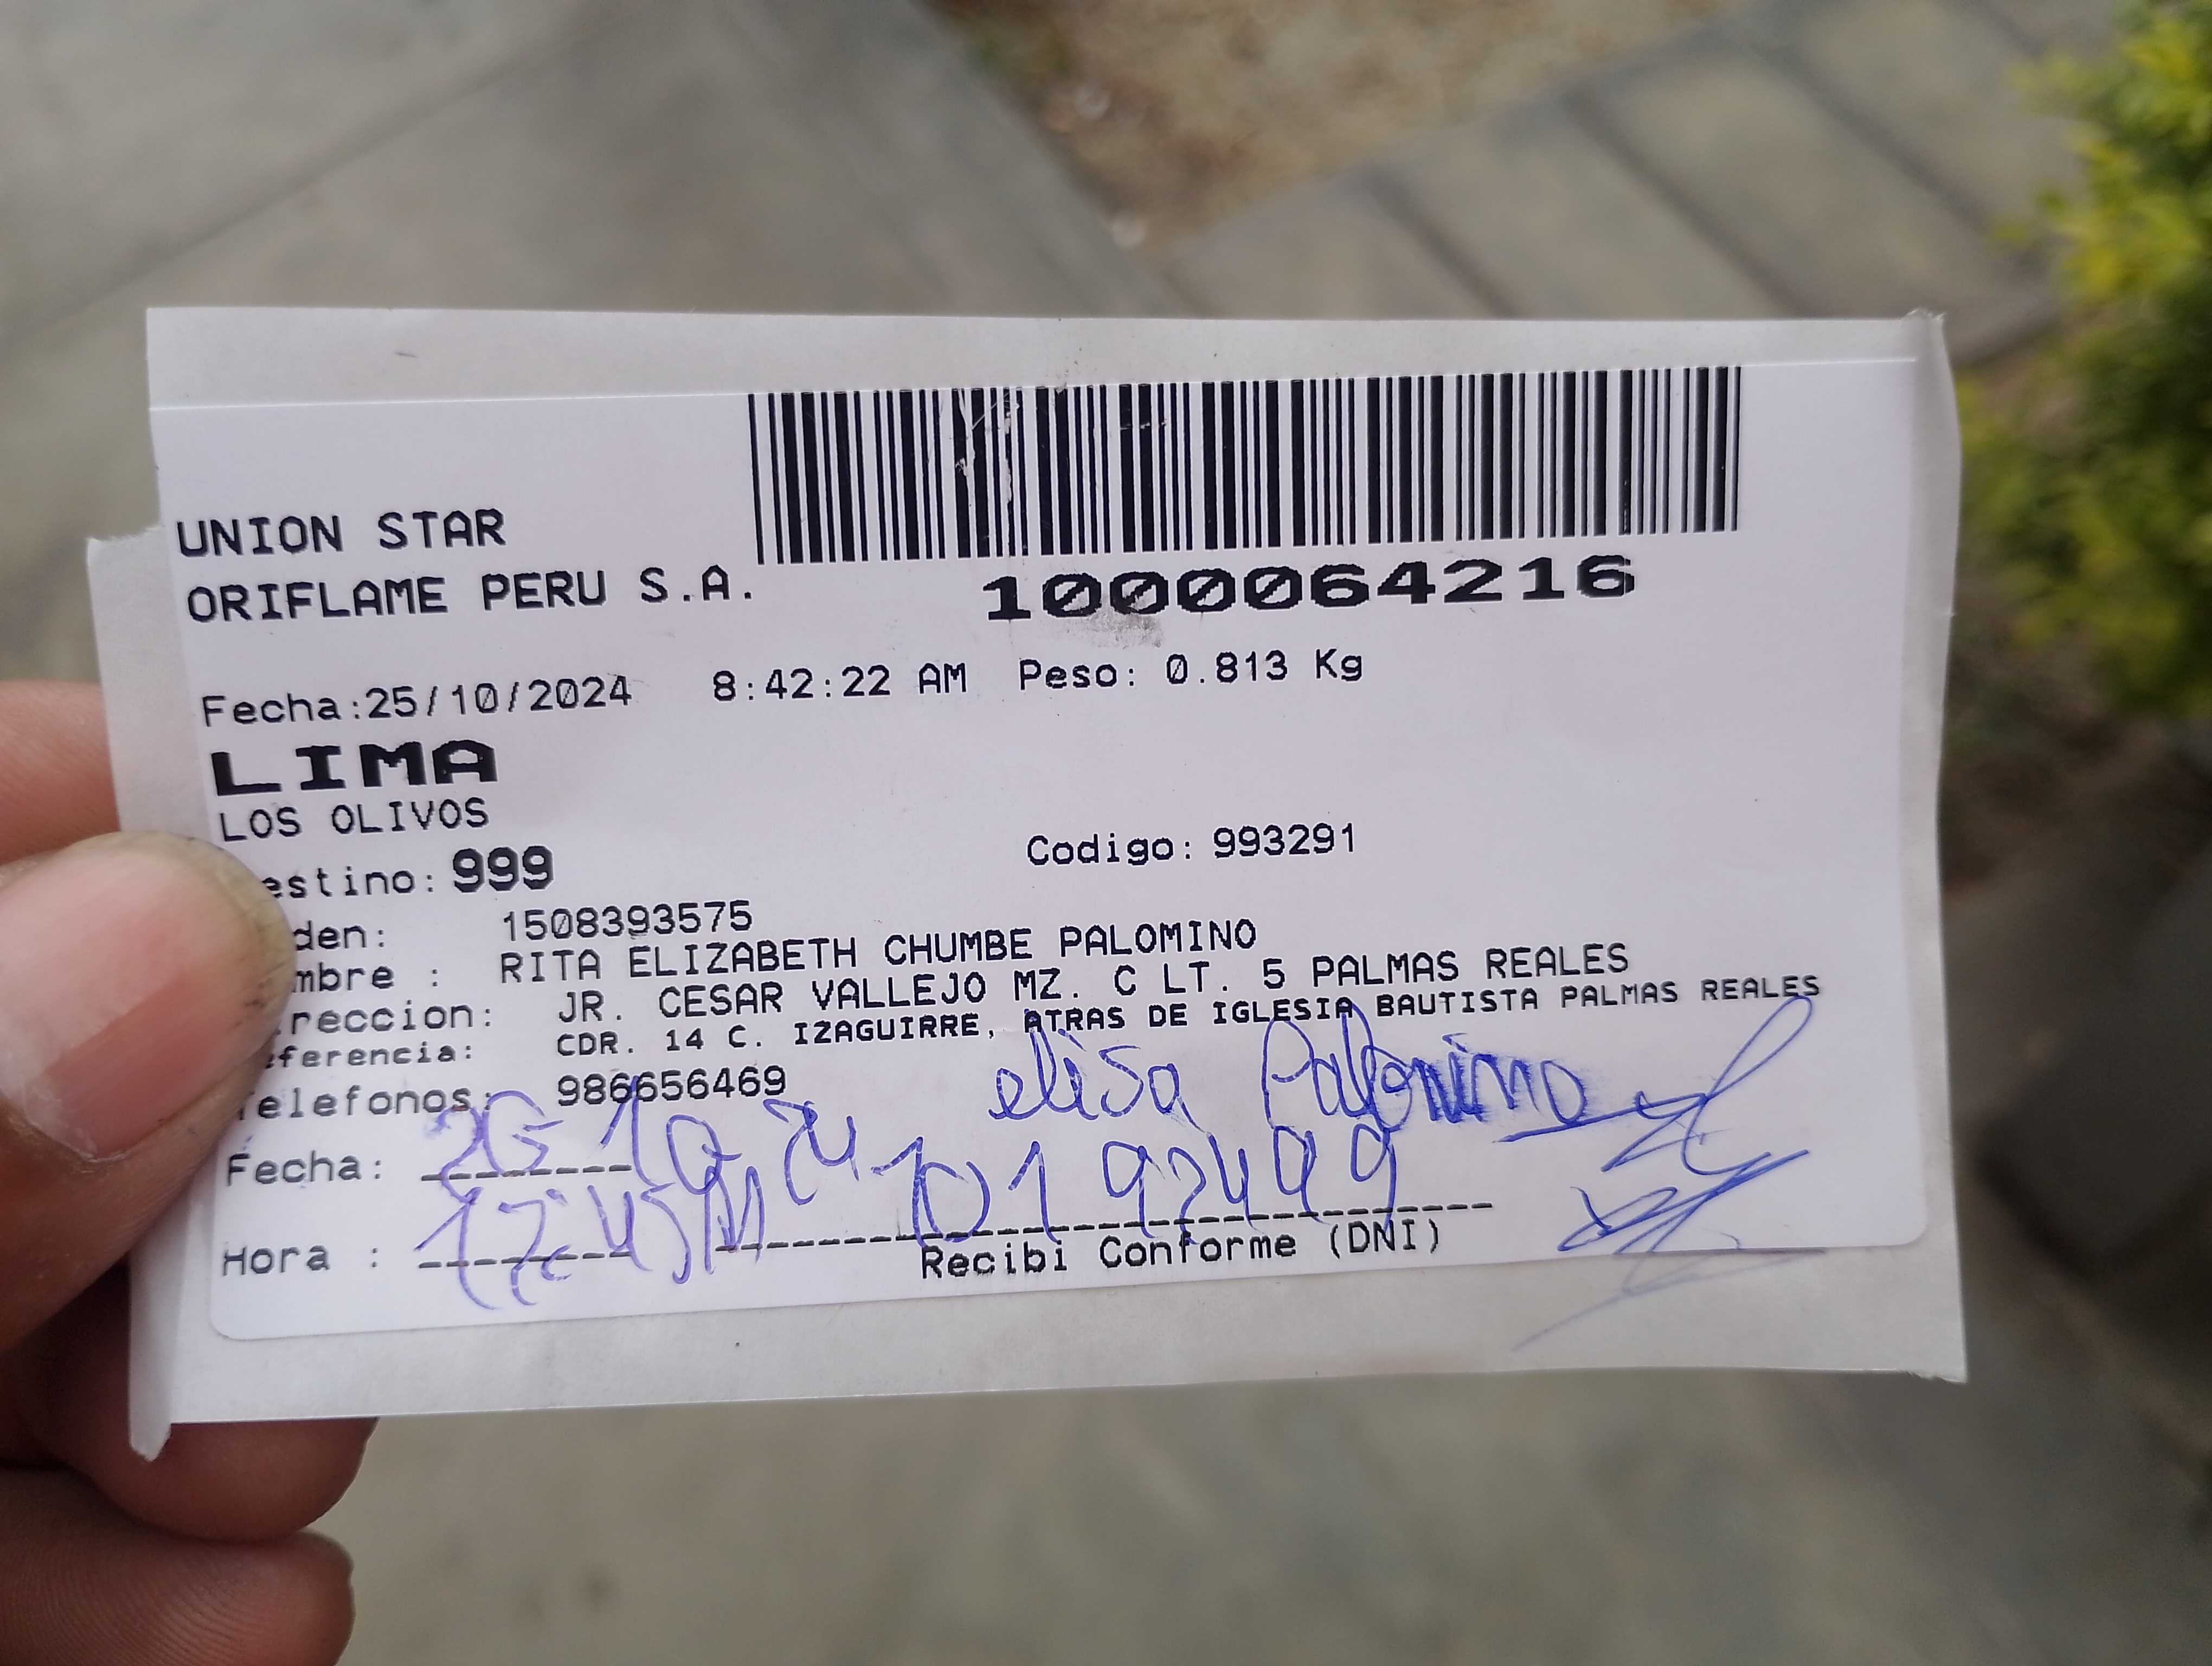 UNION STAR
ORIFLAME PERU S.A.
1000064216
Fecha:25/10/2024 8:42:22 AM Peso: 0.813 Kg
LIMA
LOS OLIVOS
estino: 999 Codigo: 993291
den: 1508393575
mbre : RITA ELIZABETH CHUMBE PALOMINO
reccion: JR. CESAR VALLEJO MZ. C LT. 5 PALMAS REALES
eferencia: CDR. 14 C. IZAGUIRRE, ATRAS DE IGLESIA BAUTISTA PALMAS REALES
Telefonos: 986656469
elisa Palomino
Fecha:
Hora :
Recibi Conforme (DNI)